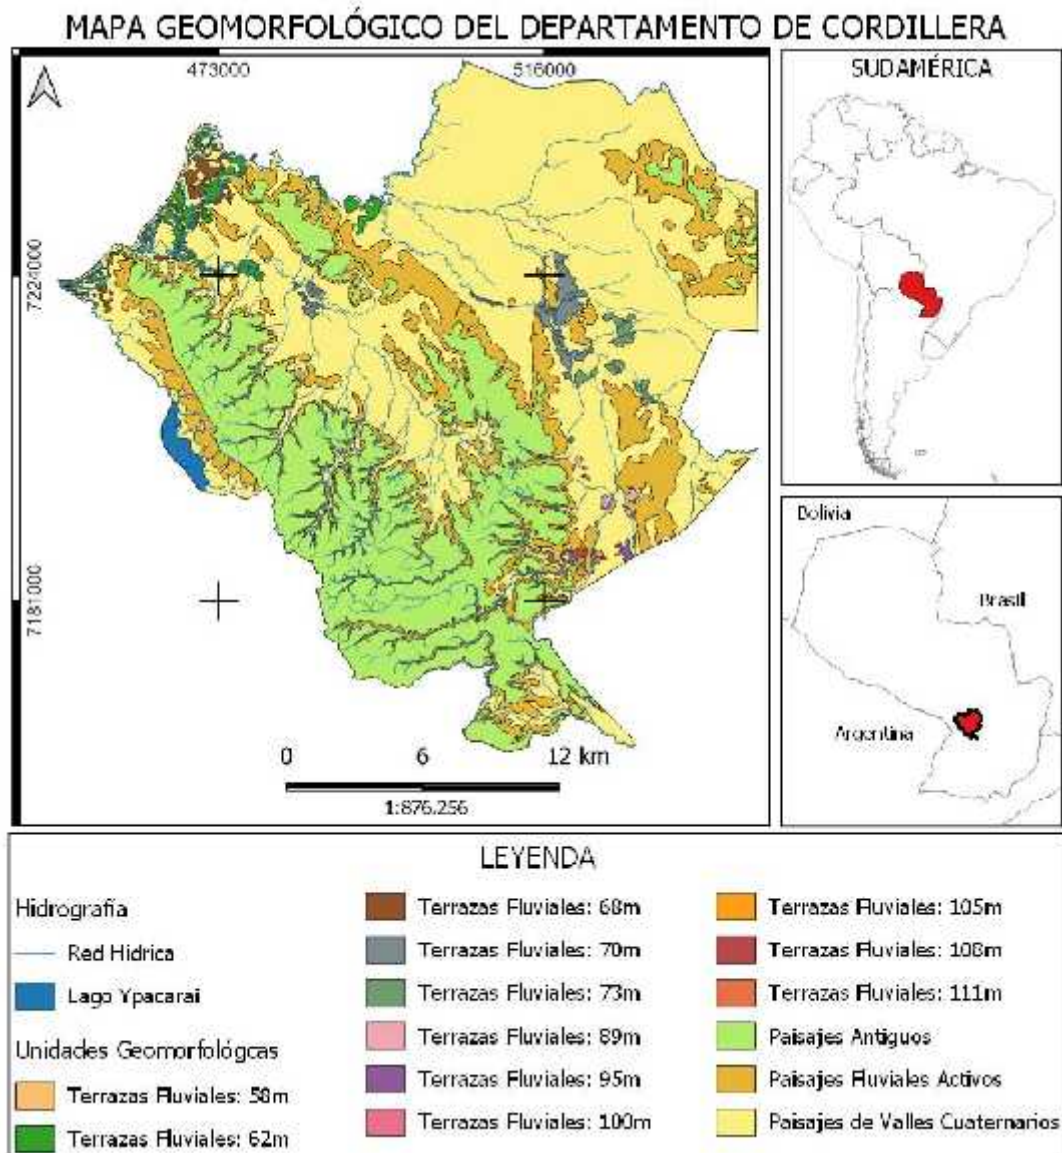 MAPA GEOMORFOLÓGICO DEL DEPARTAMENTO DE CORDILLERA
473000
516000
7224000
7181000
0 6 12 km
1:876.256
SUDAMÉRICA
Bolivia
Brasil
Argentina
LEYENDA
Hidrografía
Red Hídrica
Lago Ypacarai
Unidades Geomorfológcas
Terrazas Fluviales: 58m
Terrazas Fluviales: 62m
Terrazas Fluviales: 68m
Terrazas Fluviales: 70m
Terrazas Fluviales: 73m
Terrazas Fluviales: 89m
Terrazas Fluviales: 95m
Terrazas Fluviales: 100m
Terrazas Fluviales: 105m
Terrazas Fluviales: 108m
Terrazas Fluviales: 111m
Paisajes Antiguos
Paisajes Fluviales Activos
Paisajes de Valles Cuaternarios